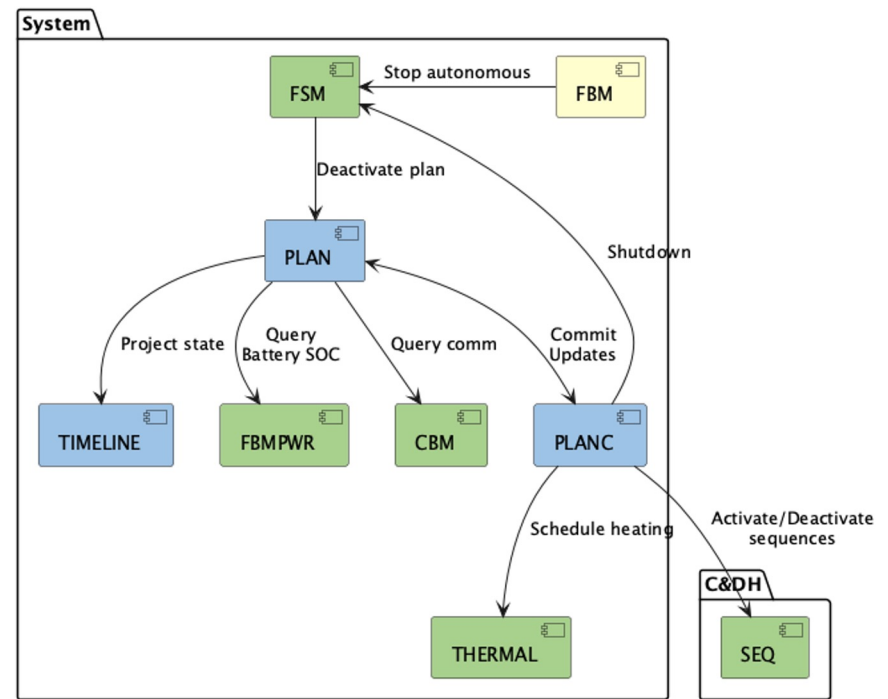 System
FSM
Stop autonomous
FBM
Deactivate plan
Shutdown
PLAN
Project state
Query
Battery SOC
Query comm
Commit
Updates
TIMELINE
FBMPWR
CBM
PLANC
Schedule heating
Activate/Deactivate
sequences
C&DH
THERMAL
SEQ